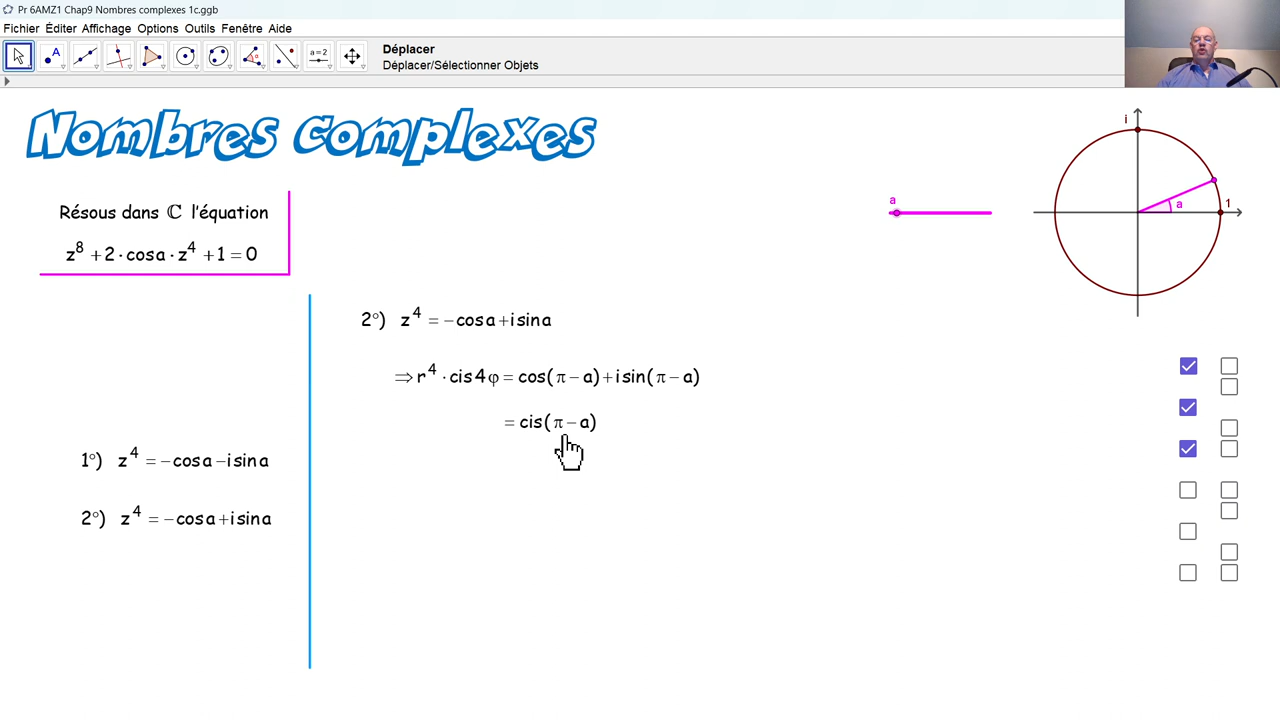 Pr 6AMZ1 Chap9 Nombres complexes 1c.ggb
Fichier Éditer Affichage Options Outils Fenêtre Aide
A
a=2
Déplacer
Déplacer/Sélectionner Objets
Nombres complexes
Résous dans ℂ l'équation
z⁸ + 2·cosa·z⁴ + 1 = 0
a
i
a
1
2°) z⁴ = −cosa + isina
⇒ r⁴ · cis4φ = cos(π − a) + isin(π − a)
= cis(π − a)
1°) z⁴ = −cosa − isina
2°) z⁴ = −cosa + isina